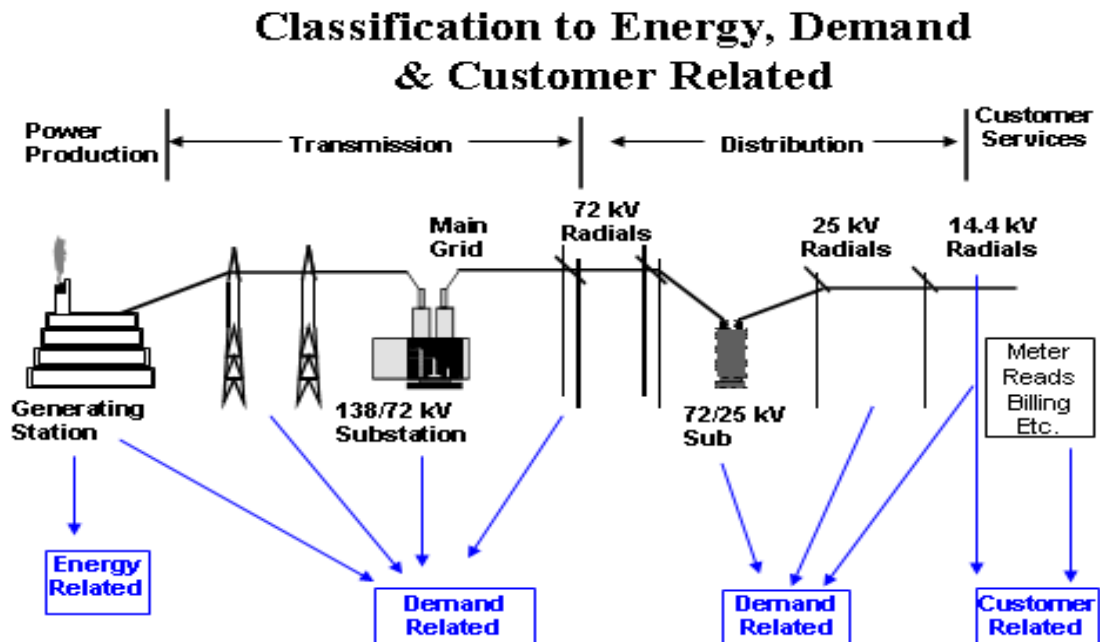 Classification to Energy, Demand
& Customer Related
Power
Production
Transmission
Distribution
Customer
Services
Main
Grid
72 kV
Radials
25 kV
Radials
14.4 kV
Radials
Generating
Station
138/72 kV
Substation
72/25 kV
Sub
Meter
Reads
Billing
Etc.
Energy
Related
Demand
Related
Demand
Related
Customer
Related